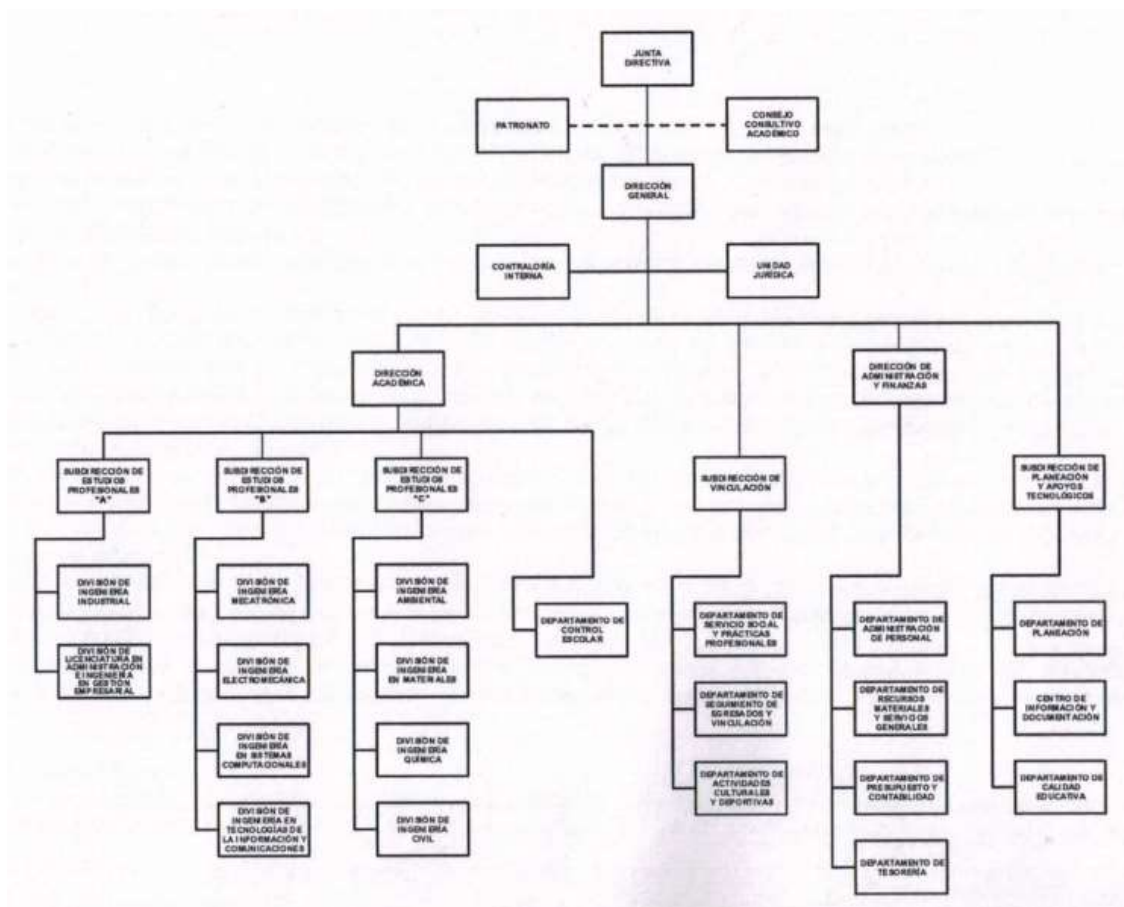 JUNTA
DIRECTIVA
PATRONATO
CONSEJO
CONSULTIVO
ACADÉMICO
DIRECCIÓN
GENERAL
CONTRALORÍA
INTERNA
UNIDAD
JURÍDICA
DIRECCIÓN
ACADÉMICA
DIRECCIÓN DE
ADMINISTRACIÓN
Y FINANZAS
SUBDIRECCIÓN DE
ESTUDIOS
PROFESIONALES
"A"
SUBDIRECCIÓN DE
ESTUDIOS
PROFESIONALES
"B"
SUBDIRECCIÓN DE
ESTUDIOS
PROFESIONALES
"C"
SUBDIRECCIÓN DE
VINCULACIÓN
SUBDIRECCIÓN DE
PLANEACIÓN
Y APOYOS
TECNOLÓGICOS
DIVISIÓN DE
INGENIERÍA
INDUSTRIAL
DIVISIÓN DE
LICENCIATURA EN
ADMINISTRACIÓN
E INGENIERÍA
EN GESTIÓN
EMPRESARIAL
DIVISIÓN DE
INGENIERÍA
MECATRÓNICA
DIVISIÓN DE
INGENIERÍA
ELECTROMECÁNICA
DIVISIÓN DE
INGENIERÍA
EN SISTEMAS
COMPUTACIONALES
DIVISIÓN DE
INGENIERÍA EN
TECNOLOGÍAS DE
LA INFORMACIÓN Y
COMUNICACIONES
DIVISIÓN DE
INGENIERÍA
AMBIENTAL
DIVISIÓN DE
INGENIERÍA
EN MATERIALES
DIVISIÓN DE
INGENIERÍA
QUÍMICA
DIVISIÓN DE
INGENIERÍA
CIVIL
DEPARTAMENTO DE
CONTROL
ESCOLAR
DEPARTAMENTO DE
SERVICIO SOCIAL
Y PRÁCTICAS
PROFESIONALES
DEPARTAMENTO DE
SEGUIMIENTO DE
EGRESADOS Y
VINCULACIÓN
DEPARTAMENTO DE
ACTIVIDADES
CULTURALES
Y DEPORTIVAS
DEPARTAMENTO DE
ADMINISTRACIÓN
DE PERSONAL
DEPARTAMENTO DE
RECURSOS
MATERIALES
Y SERVICIOS
GENERALES
DEPARTAMENTO DE
PRESUPUESTO Y
CONTABILIDAD
DEPARTAMENTO DE
TESORERÍA
DEPARTAMENTO DE
PLANEACIÓN
CENTRO DE
INFORMACIÓN Y
DOCUMENTACIÓN
DEPARTAMENTO DE
CALIDAD
EDUCATIVA